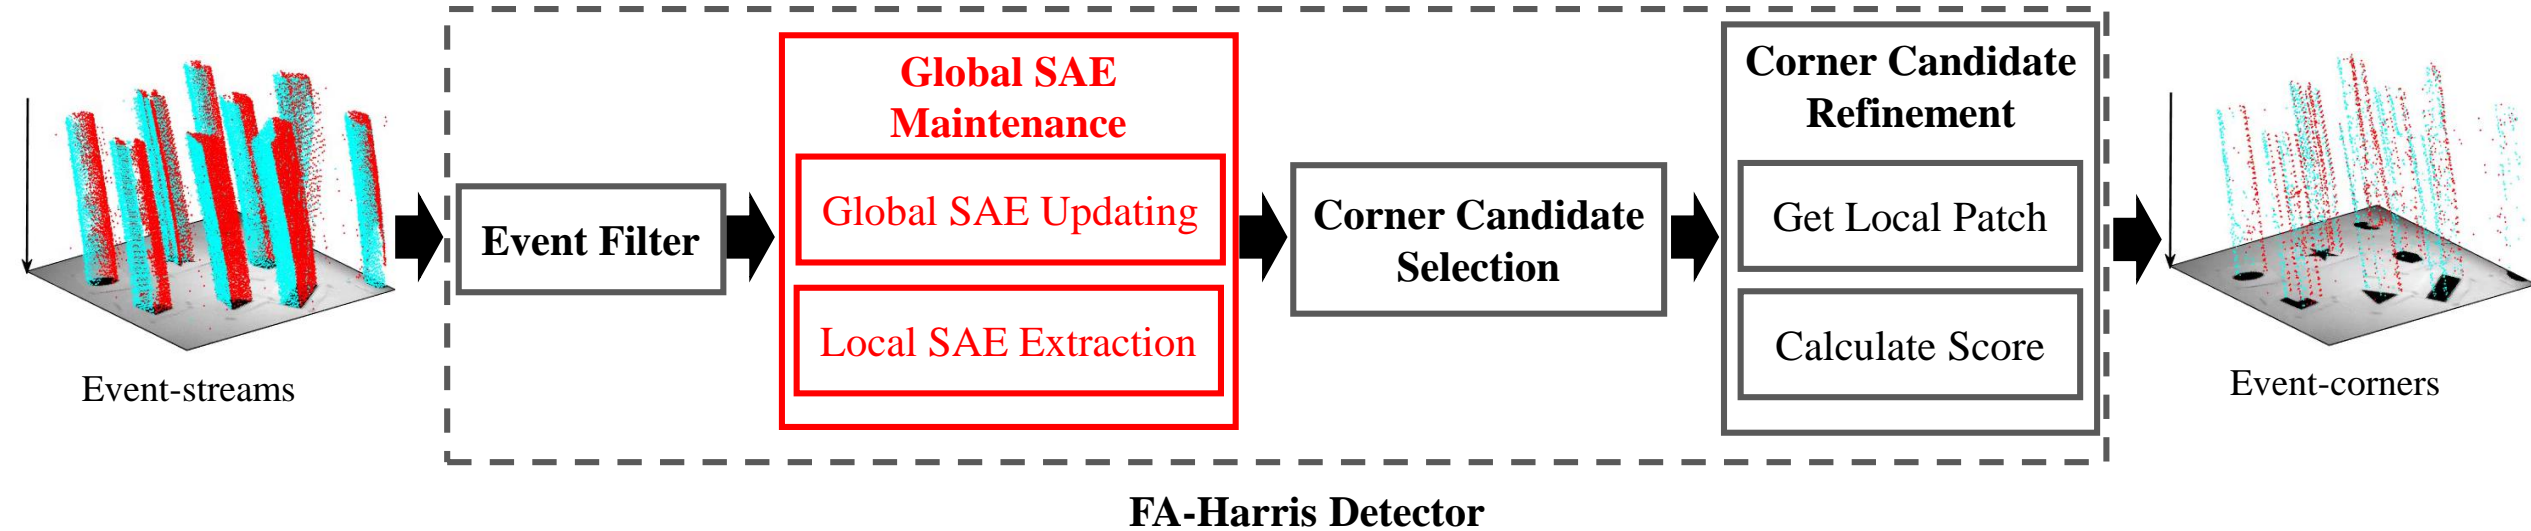 Event-streams
Event Filter
Global SAE
Maintenance
Global SAE Updating
Local SAE Extraction
Corner Candidate
Selection
Corner Candidate
Refinement
Get Local Patch
Calculate Score
Event-corners
FA-Harris Detector